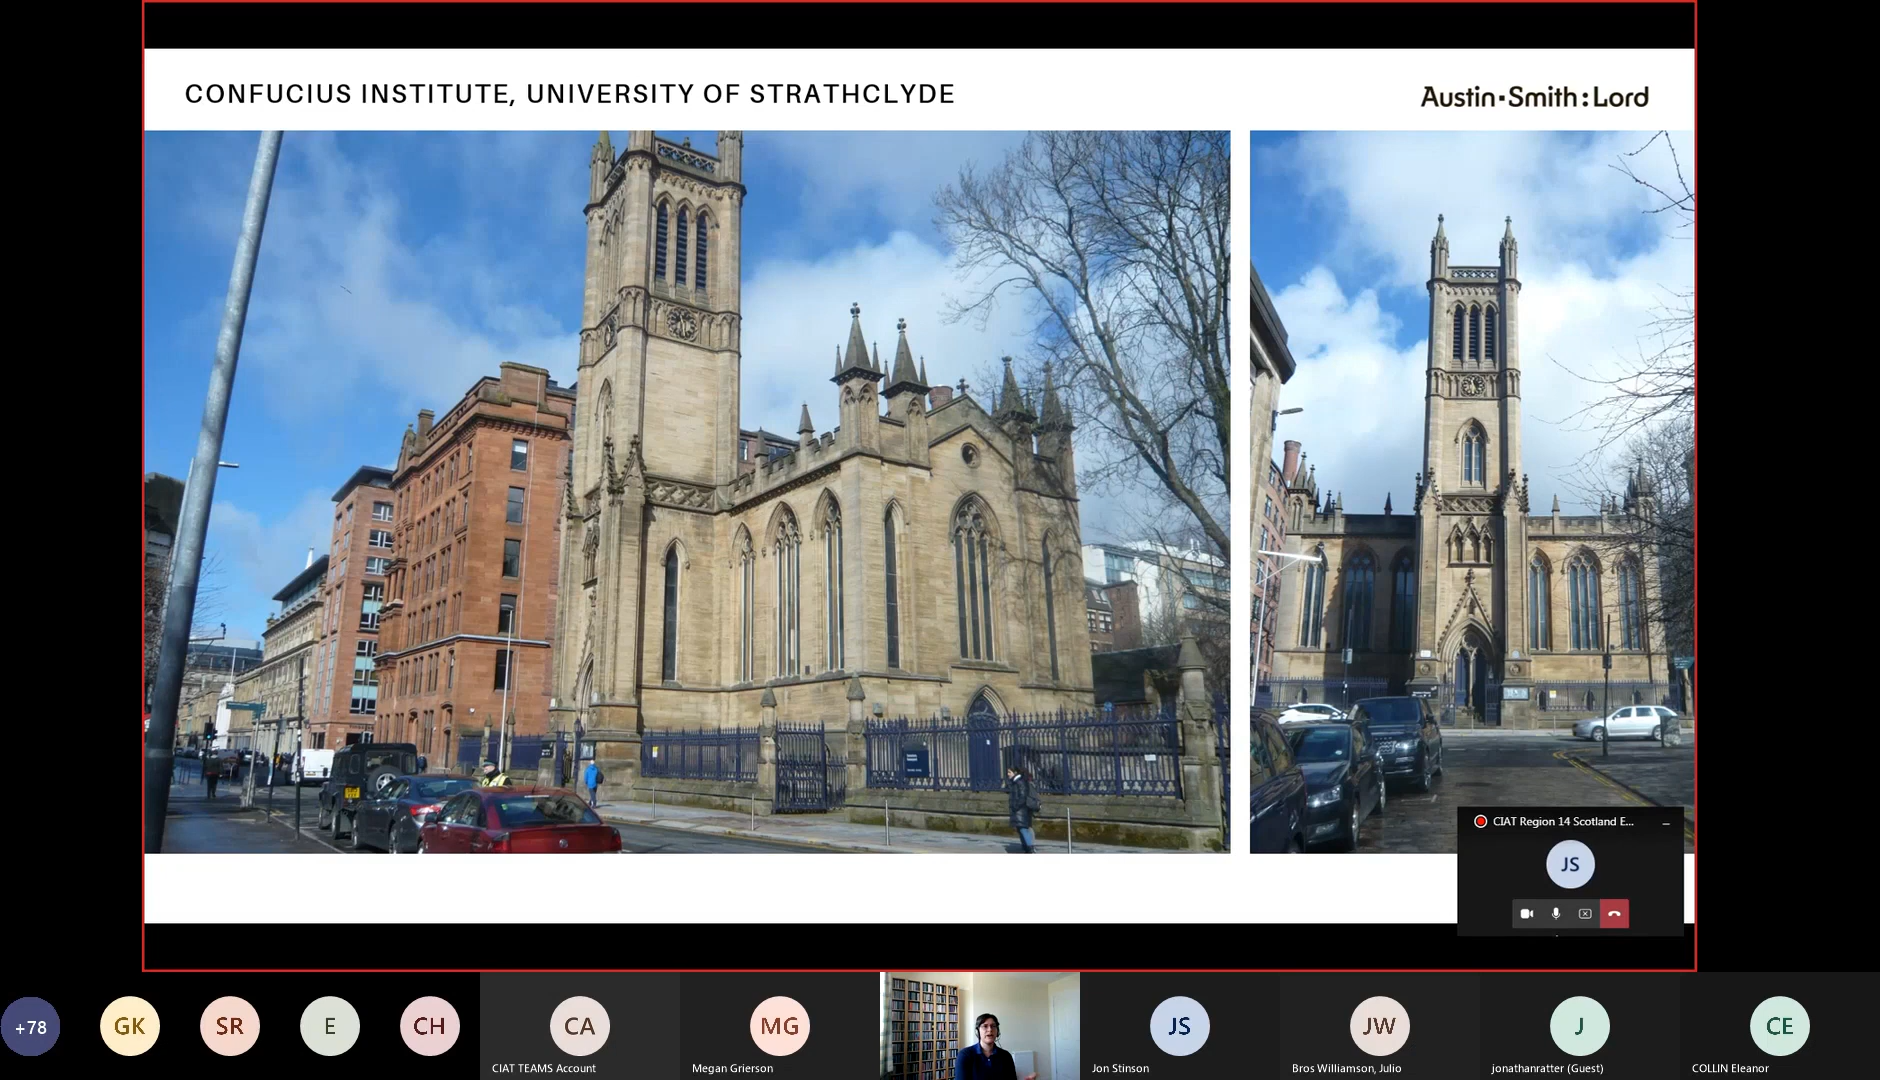 CONFUCIUS INSTITUTE, UNIVERSITY OF STRATHCLYDE
Austin·Smith:Lord
CIAT Region 14 Scotland E...
JS
+78
GK
SR
E
CH
CA
MG
JS
JW
J
CE
CIAT TEAMS Account
Megan Grierson
Jon Stinson
Bros Williamson, Julio
jonathanratter (Guest)
COLLIN Eleanor